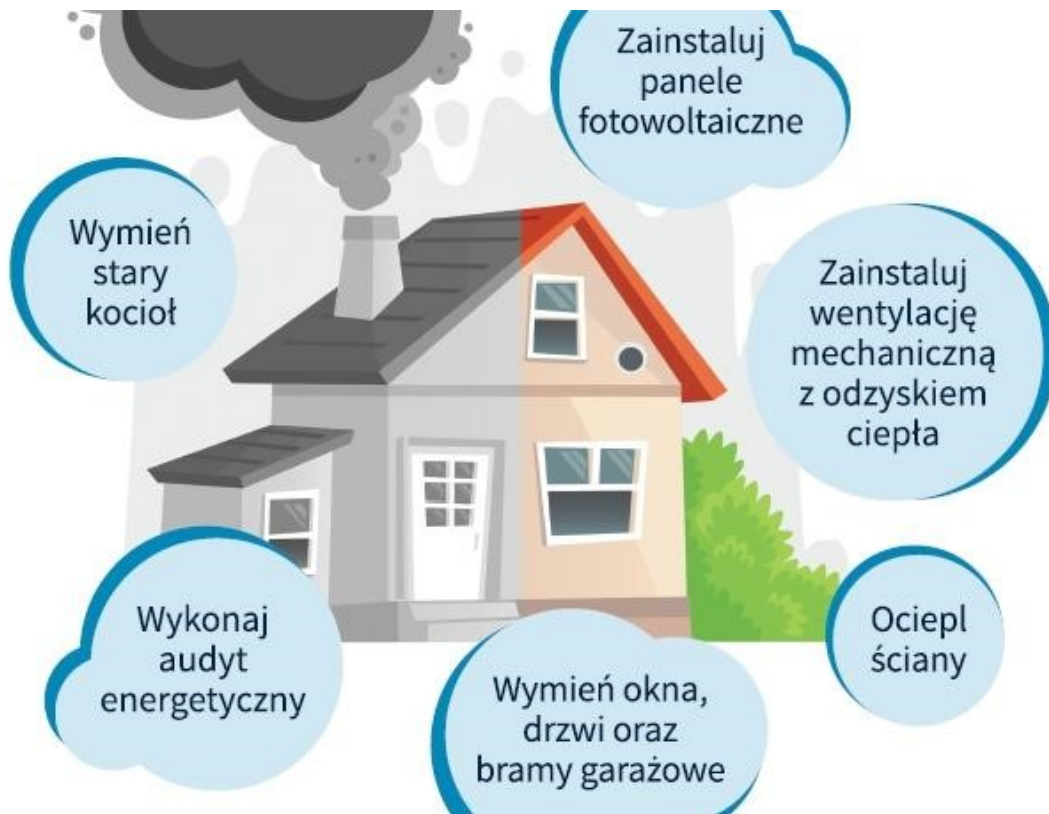 Zainstaluj
panele
fotowoltaiczne
Wymień
stary
kocioł
Zainstaluj
wentylację
mechaniczną
z odzyskiem
ciepła
Wykonaj
audyt
energetyczny
Wymień okna,
drzwi oraz
bramy garażowe
Ociepl
ściany